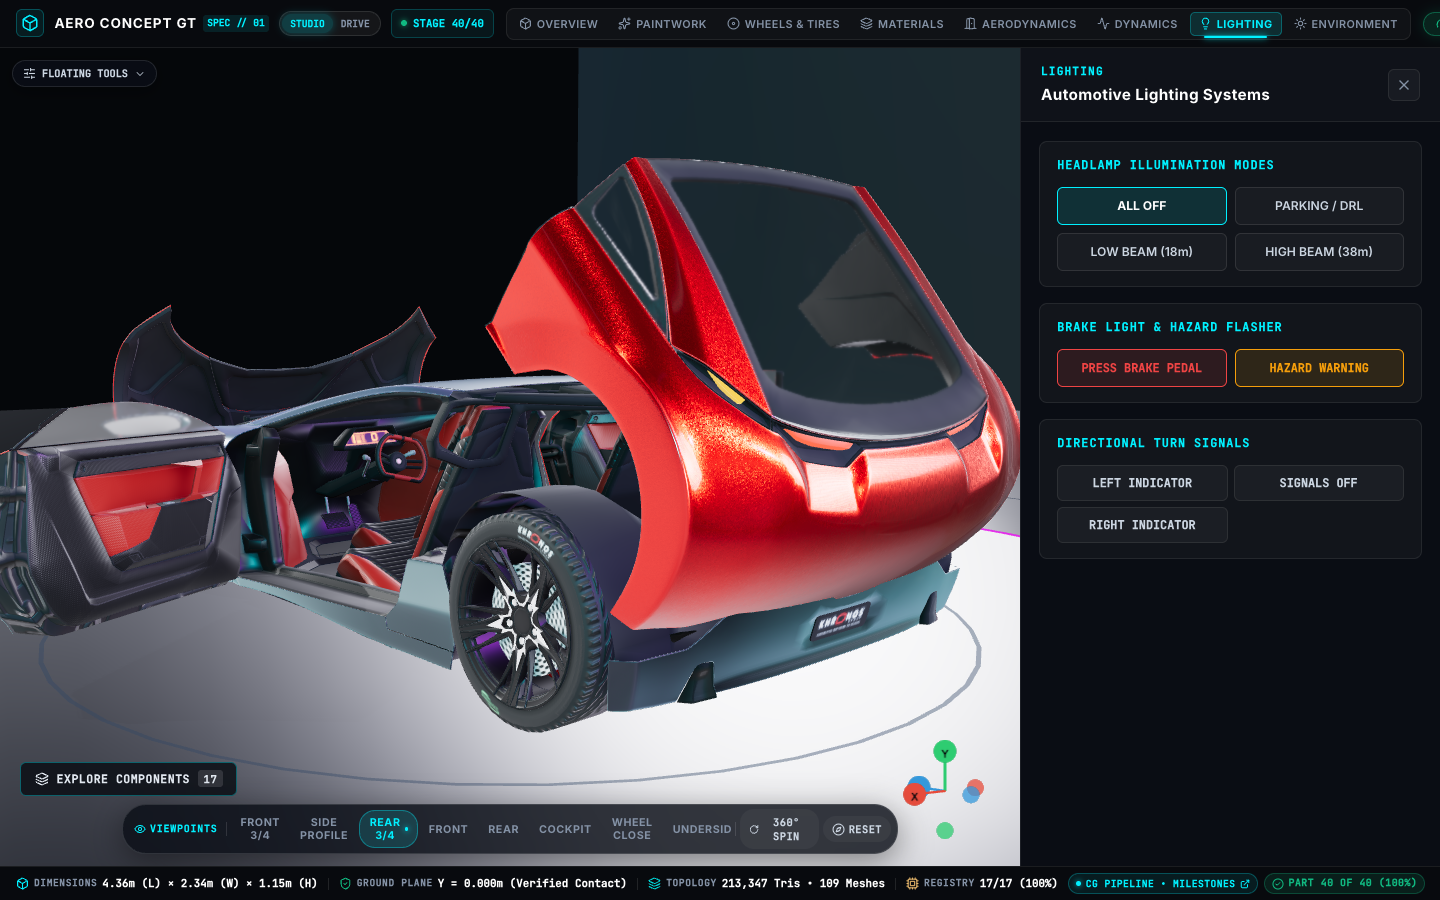 AERO CONCEPT GT
SPEC // 01
STUDIO
DRIVE
STAGE 40/40
OVERVIEW
PAINTWORK
WHEELS & TIRES
MATERIALS
AERODYNAMICS
DYNAMICS
LIGHTING
ENVIRONMENT
FLOATING TOOLS
LIGHTING
Automotive Lighting Systems
HEADLAMP ILLUMINATION MODES
ALL OFF
PARKING / DRL
LOW BEAM (18m)
HIGH BEAM (38m)
BRAKE LIGHT & HAZARD FLASHER
PRESS BRAKE PEDAL
HAZARD WARNING
DIRECTIONAL TURN SIGNALS
LEFT INDICATOR
SIGNALS OFF
RIGHT INDICATOR
KHRONOS
KHRONOS
Y
X
EXPLORE COMPONENTS 17
VIEWPOINTS
FRONT
3/4
SIDE
PROFILE
REAR
3/4
FRONT
REAR
COCKPIT
WHEEL
CLOSE
UNDERSID
360°
SPIN
RESET
DIMENSIONS 4.36m (L) × 2.34m (W) × 1.15m (H)
GROUND PLANE Y = 0.000m (Verified Contact)
TOPOLOGY 213,347 Tris • 109 Meshes
REGISTRY 17/17 (100%)
CG PIPELINE • MILESTONES
PART 40 OF 40 (100%)